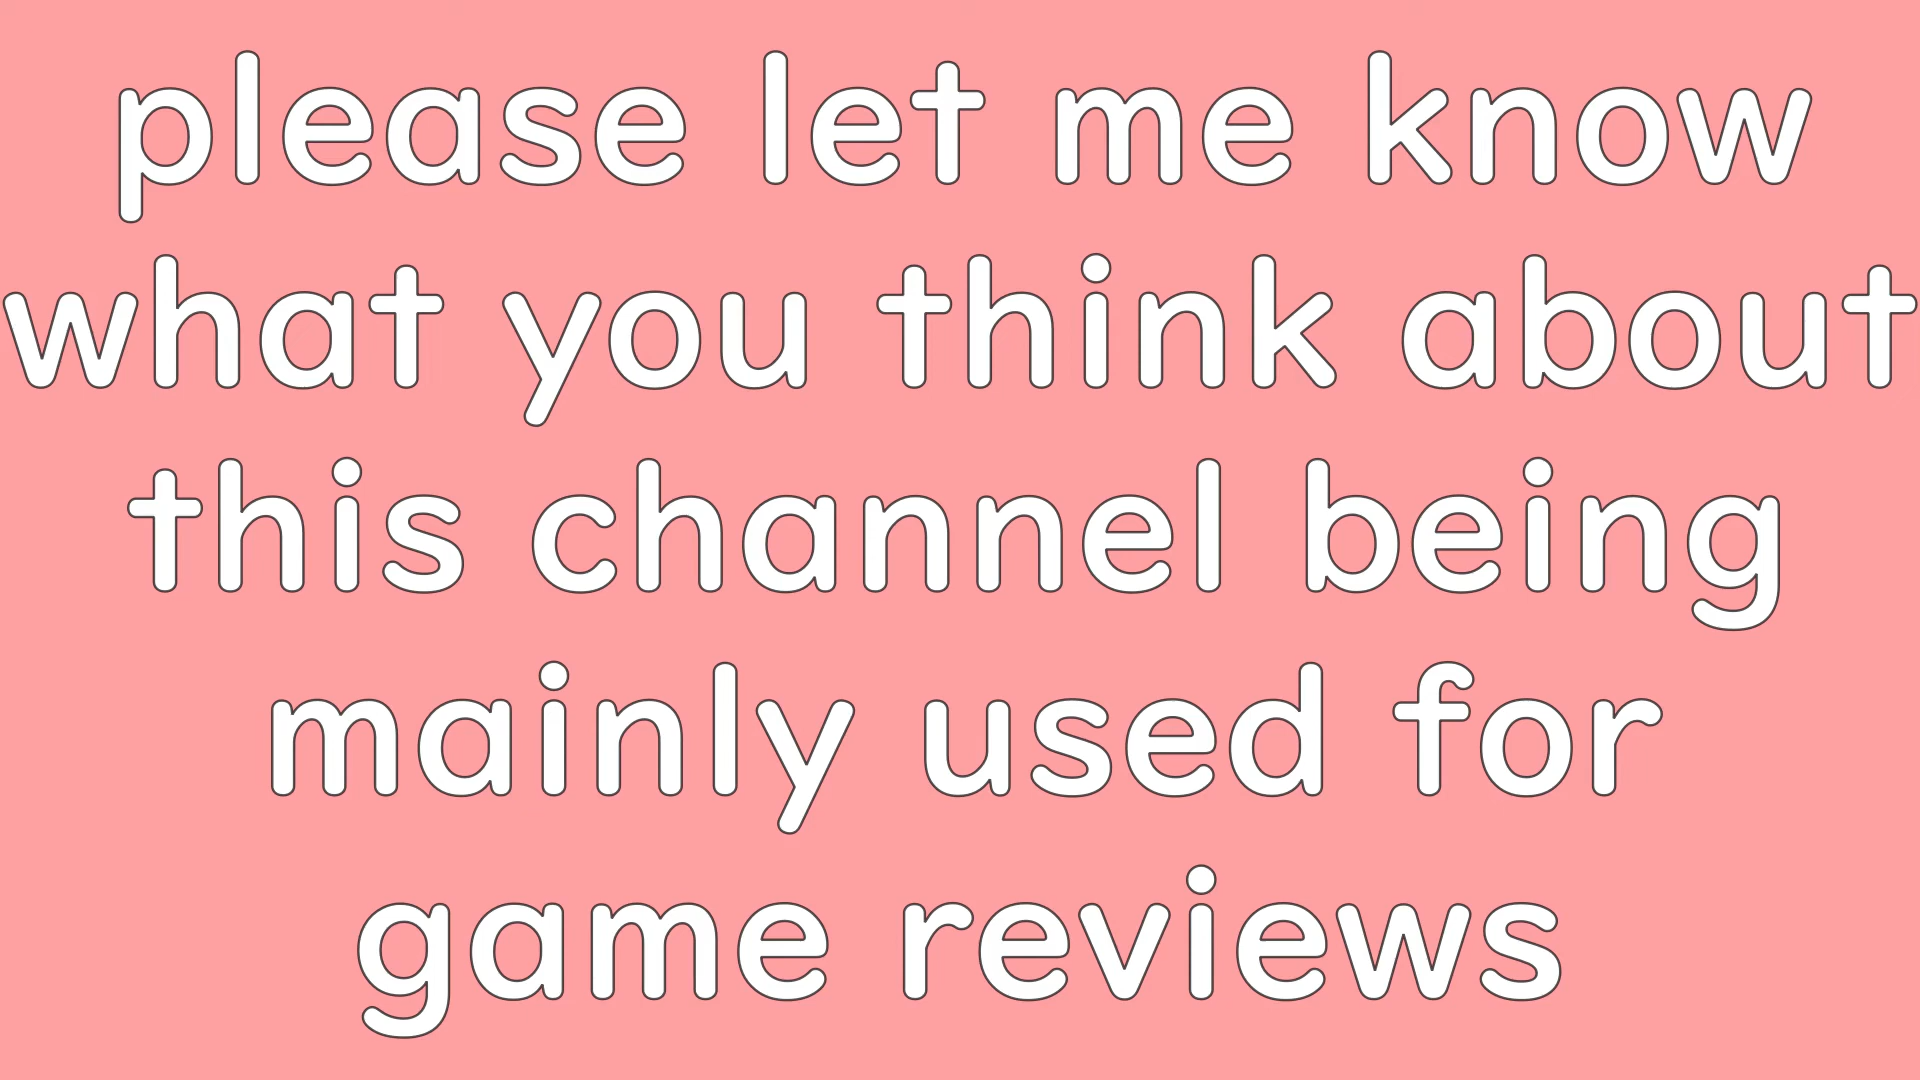 please let me know
what you think about
this channel being
mainly used for
game reviews